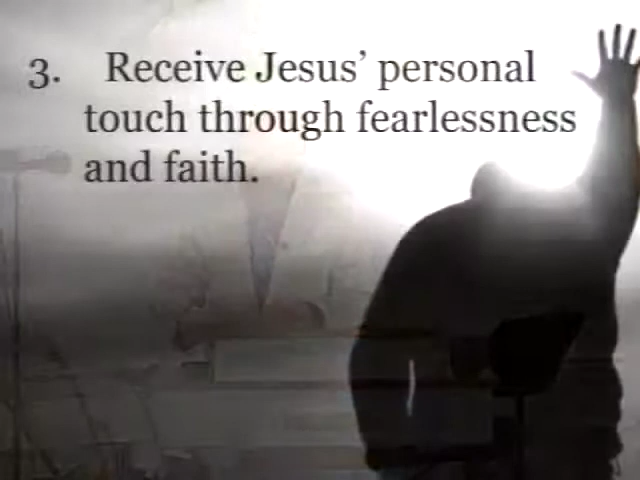 3. Receive Jesus’ personal
touch through fearlessness
and faith.